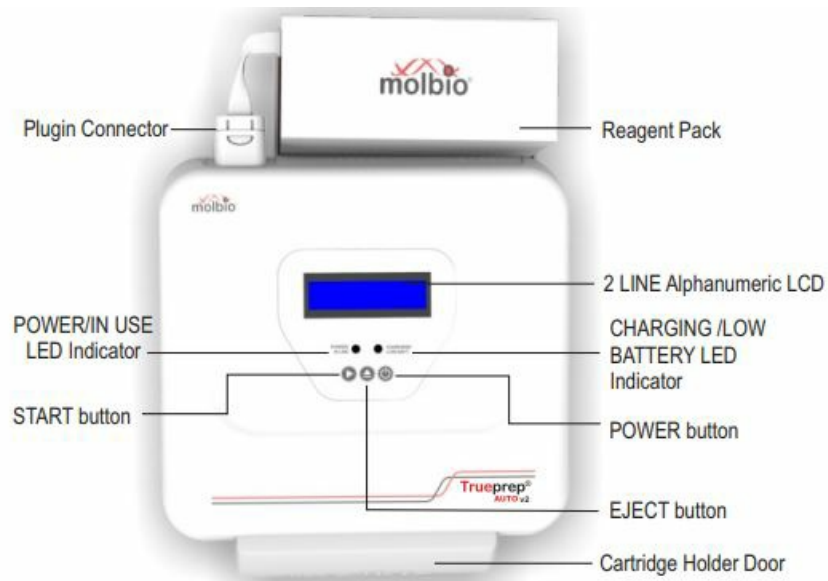 molbio
Plugin Connector
Reagent Pack
molbio
2 LINE Alphanumeric LCD
POWER/IN USE
LED Indicator
CHARGING /LOW
BATTERY LED
Indicator
START button
POWER button
Trueprep®
AUTO v2
EJECT button
Cartridge Holder Door